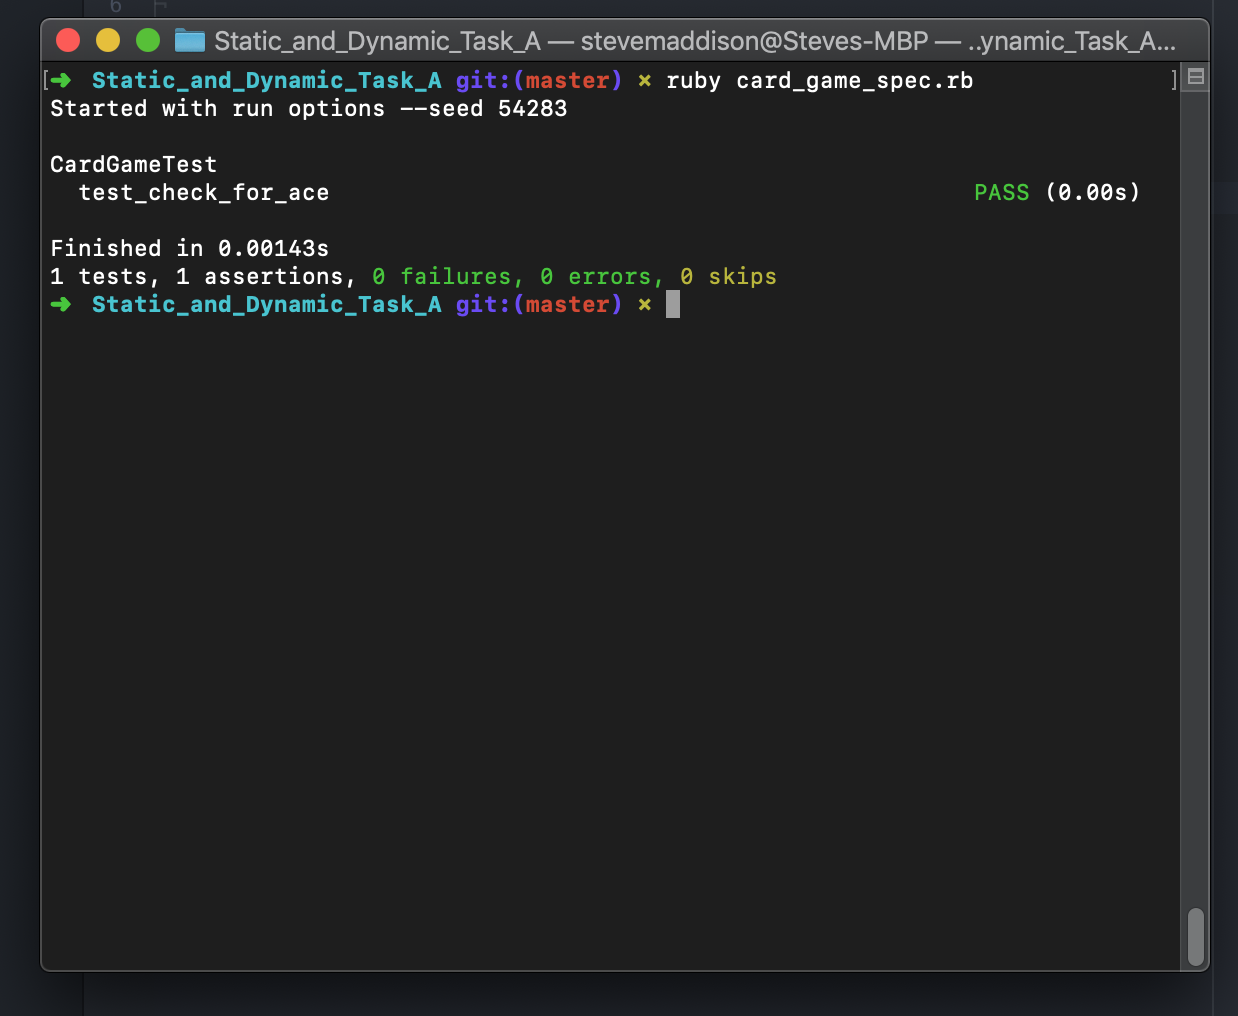 6
Static_and_Dynamic_Task_A — stevemaddison@Steves-MBP — ..ynamic_Task_A...
[➜ Static_and_Dynamic_Task_A git:(master) ✗ ruby card_game_spec.rb ]
Started with run options --seed 54283
CardGameTest
test_check_for_ace PASS (0.00s)
Finished in 0.00143s
1 tests, 1 assertions, 0 failures, 0 errors, 0 skips
➜ Static_and_Dynamic_Task_A git:(master) ✗